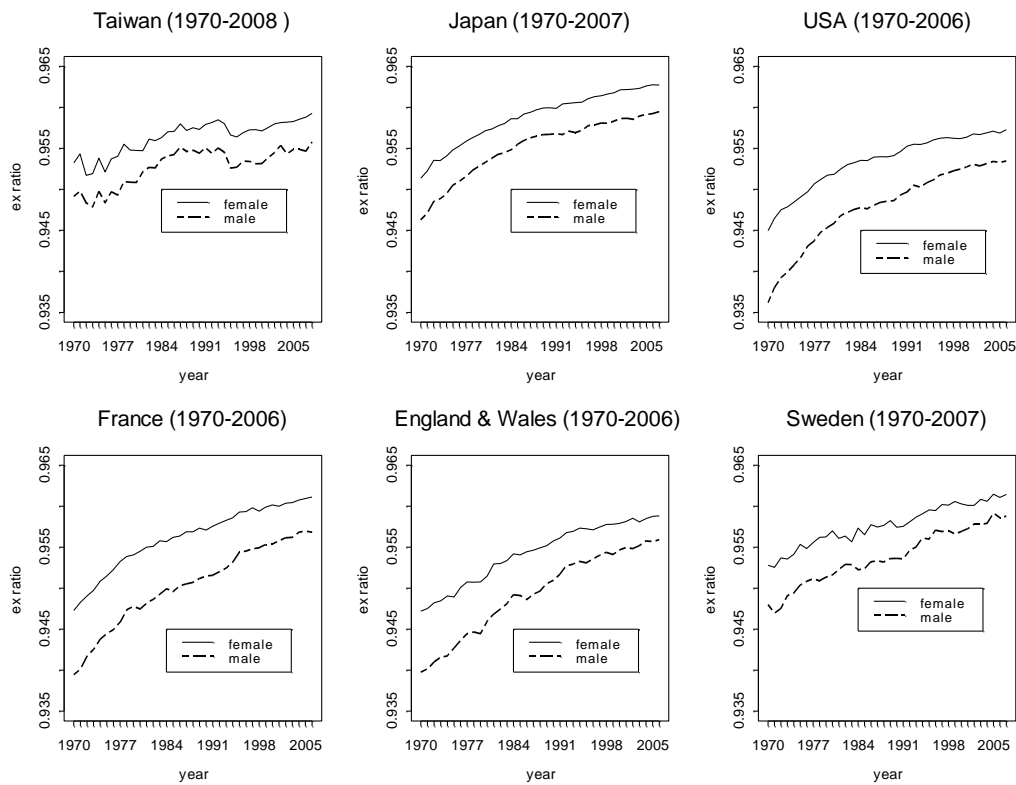 Taiwan (1970-2008 )
ex ratio
0.965
0.955
0.945
0.935
female
male
1970 1977 1984 1991 1998 2005
year
Japan (1970-2007)
ex ratio
0.965
0.955
0.945
0.935
female
male
1970 1977 1984 1991 1998 2005
year
USA (1970-2006)
ex ratio
0.965
0.955
0.945
0.935
female
male
1970 1977 1984 1991 1998 2005
year
France (1970-2006)
ex ratio
0.965
0.955
0.945
0.935
female
male
1970 1977 1984 1991 1998 2005
year
England & Wales (1970-2006)
ex ratio
0.965
0.955
0.945
0.935
female
male
1970 1977 1984 1991 1998 2005
year
Sweden (1970-2007)
ex ratio
0.965
0.955
0.945
0.935
female
male
1970 1977 1984 1991 1998 2005
year